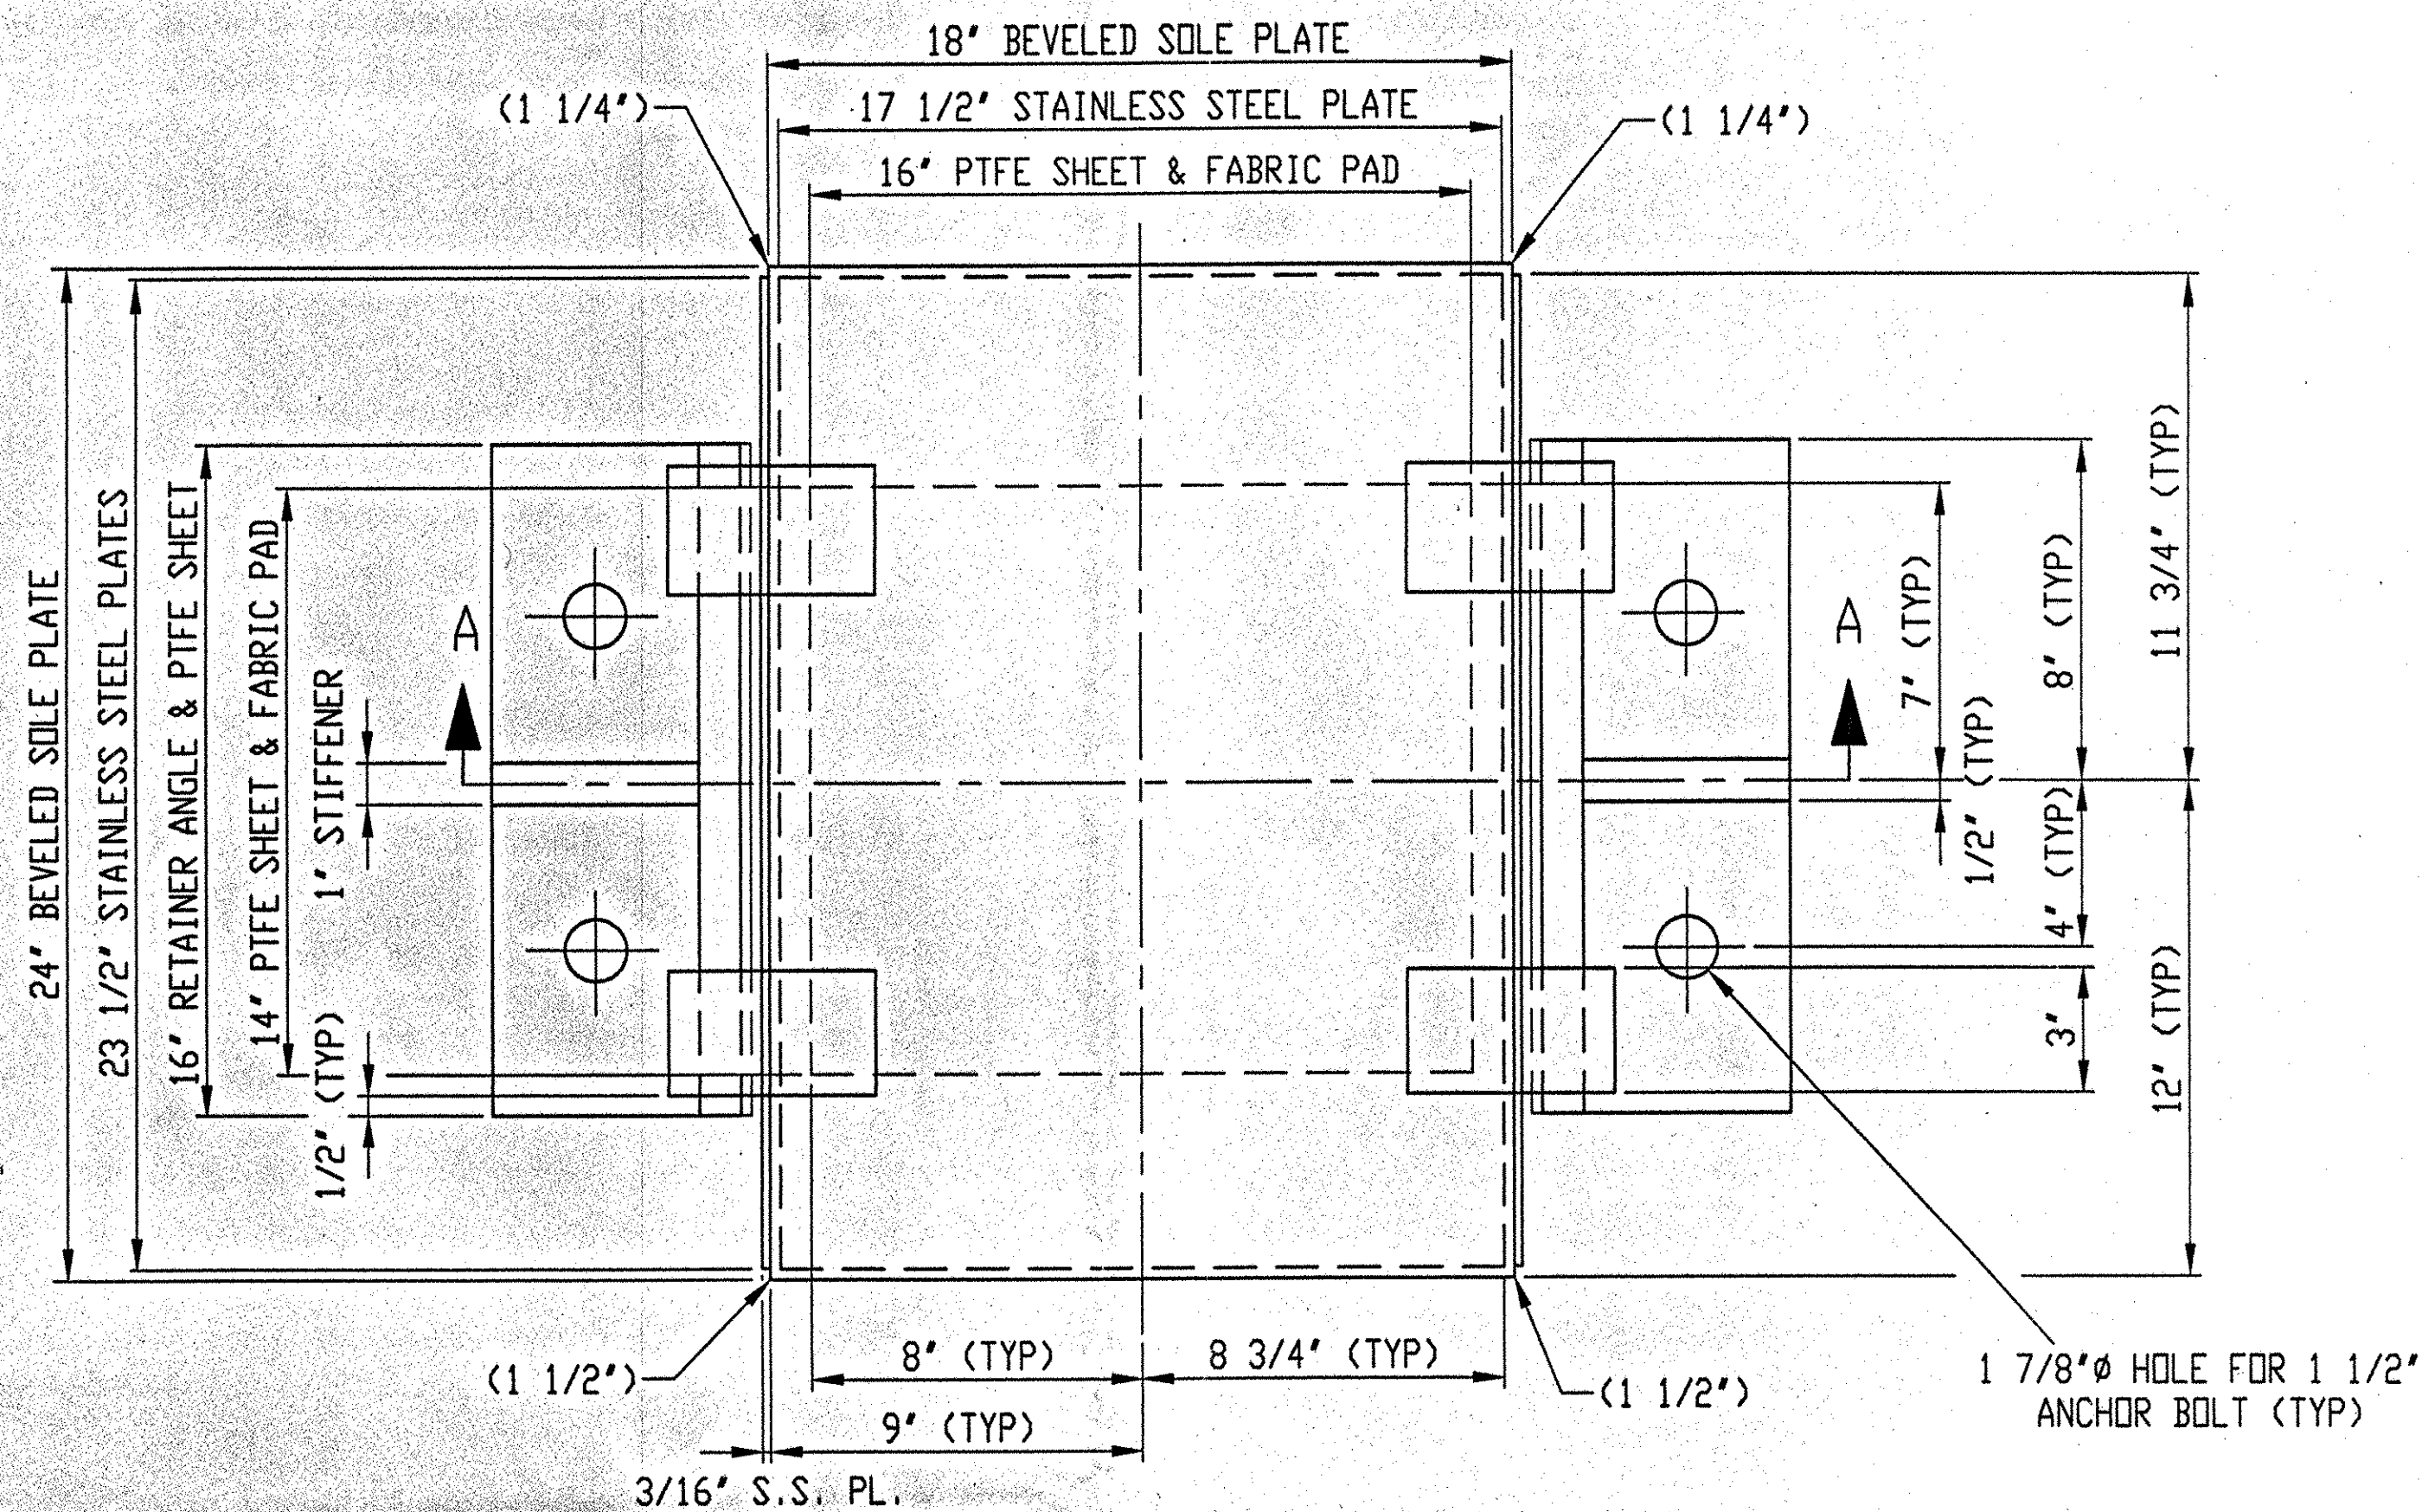 18" BEVELED SOLE PLATE
(1 1/4")
17 1/2" STAINLESS STEEL PLATE
(1 1/4")
16" PTFE SHEET & FABRIC PAD
24" BEVELED SOLE PLATE
23 1/2" STAINLESS STEEL PLATES
16" RETAINER ANGLE & PTFE SHEET
14" PTFE SHEET & FABRIC PAD
1" STIFFENER
1/2" (TYP)
A
A
7" (TYP)
1/2" (TYP)
8" (TYP)
4" (TYP)
3"
11 3/4" (TYP)
12" (TYP)
(1 1/2")
8" (TYP)
8 3/4" (TYP)
(1 1/2")
9" (TYP)
3/16" S.S. PL.
1 7/8"ø HOLE FOR 1 1/2"
ANCHOR BOLT (TYP)